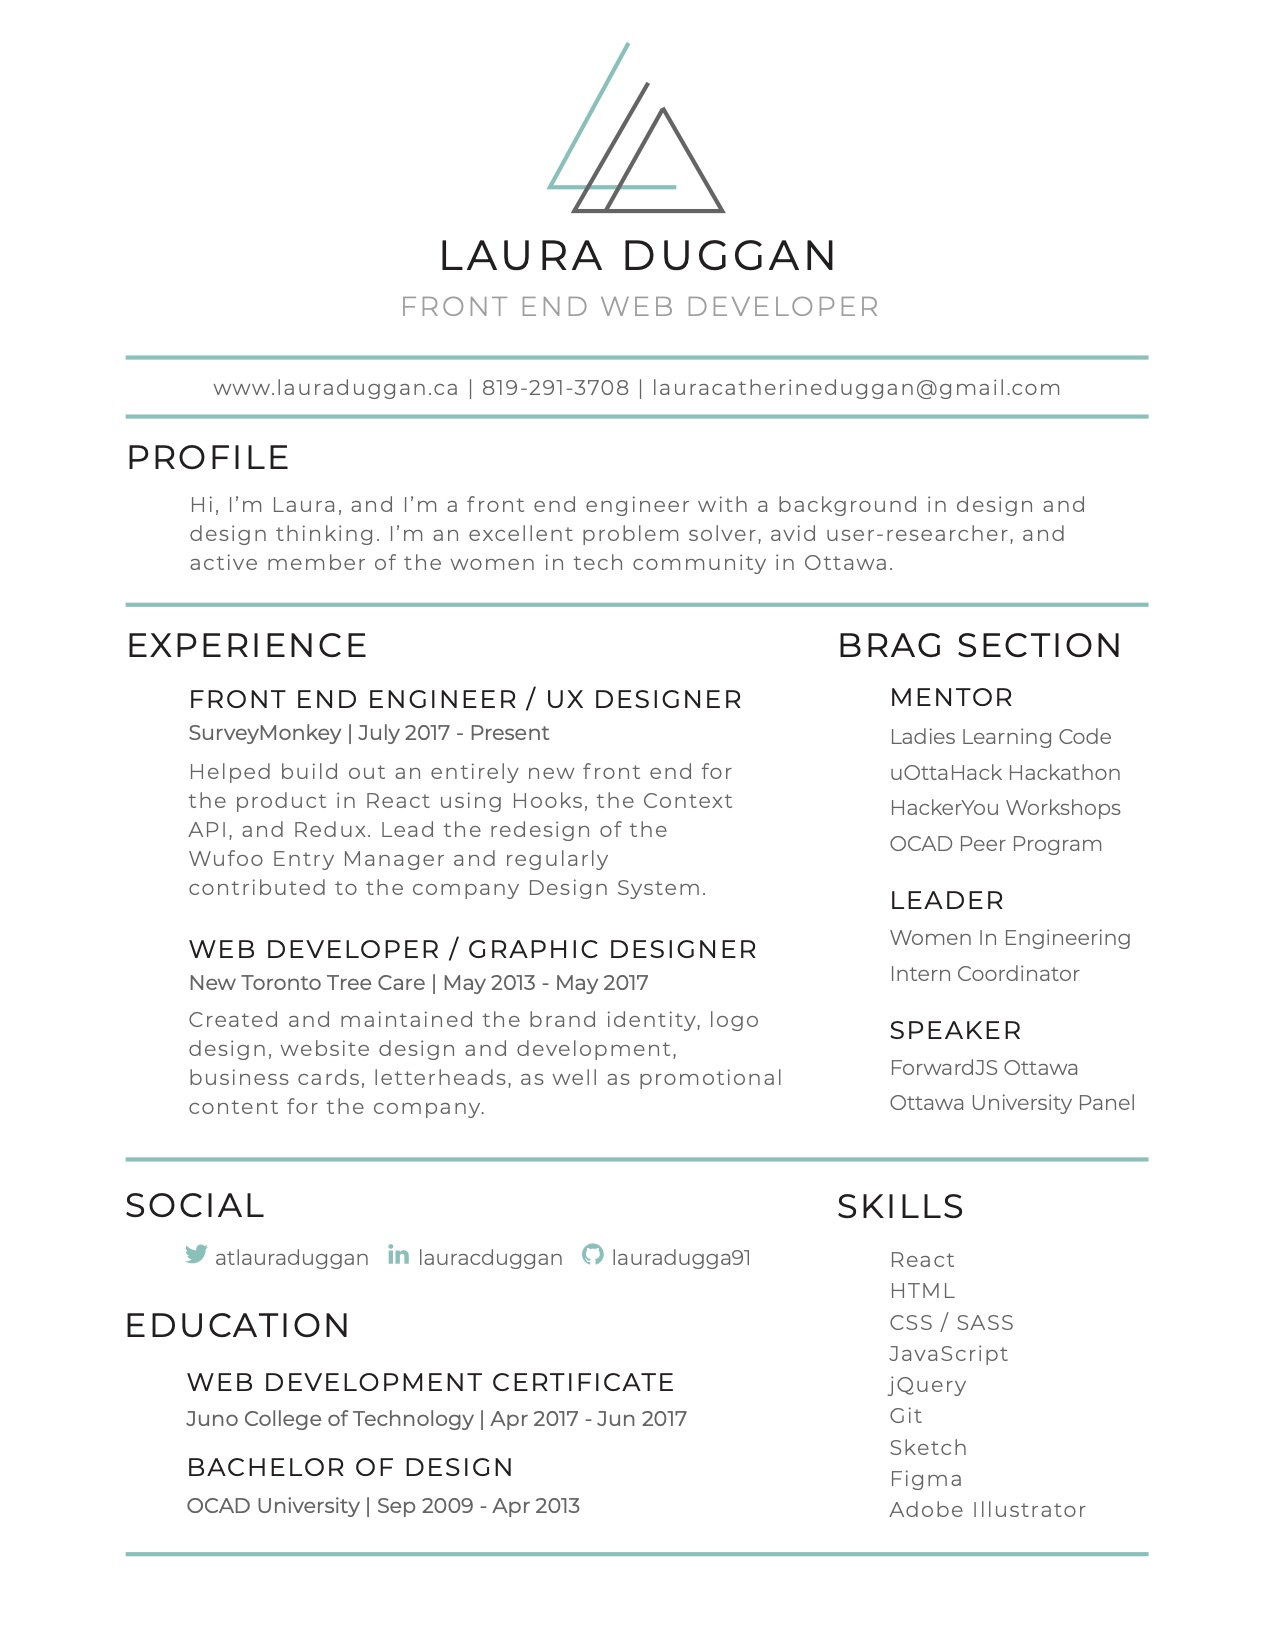 LAURA DUGGAN
FRONT END WEB DEVELOPER
www.lauraduggan.ca | 819-291-3708 | lauracatherineduggan@gmail.com
PROFILE
Hi, I’m Laura, and I’m a front end engineer with a background in design and
design thinking. I’m an excellent problem solver, avid user-researcher, and
active member of the women in tech community in Ottawa.
EXPERIENCE
FRONT END ENGINEER / UX DESIGNER
SurveyMonkey | July 2017 - Present
Helped build out an entirely new front end for
the product in React using Hooks, the Context
API, and Redux. Lead the redesign of the
Wufoo Entry Manager and regularly
contributed to the company Design System.
WEB DEVELOPER / GRAPHIC DESIGNER
New Toronto Tree Care | May 2013 - May 2017
Created and maintained the brand identity, logo
design, website design and development,
business cards, letterheads, as well as promotional
content for the company.
BRAG SECTION
MENTOR
Ladies Learning Code
uOttaHack Hackathon
HackerYou Workshops
OCAD Peer Program
LEADER
Women In Engineering
Intern Coordinator
SPEAKER
ForwardJS Ottawa
Ottawa University Panel
SOCIAL
atlauraduggan lauracduggan lauradugga91
EDUCATION
WEB DEVELOPMENT CERTIFICATE
Juno College of Technology | Apr 2017 - Jun 2017
BACHELOR OF DESIGN
OCAD University | Sep 2009 - Apr 2013
SKILLS
React
HTML
CSS / SASS
JavaScript
jQuery
Git
Sketch
Figma
Adobe Illustrator